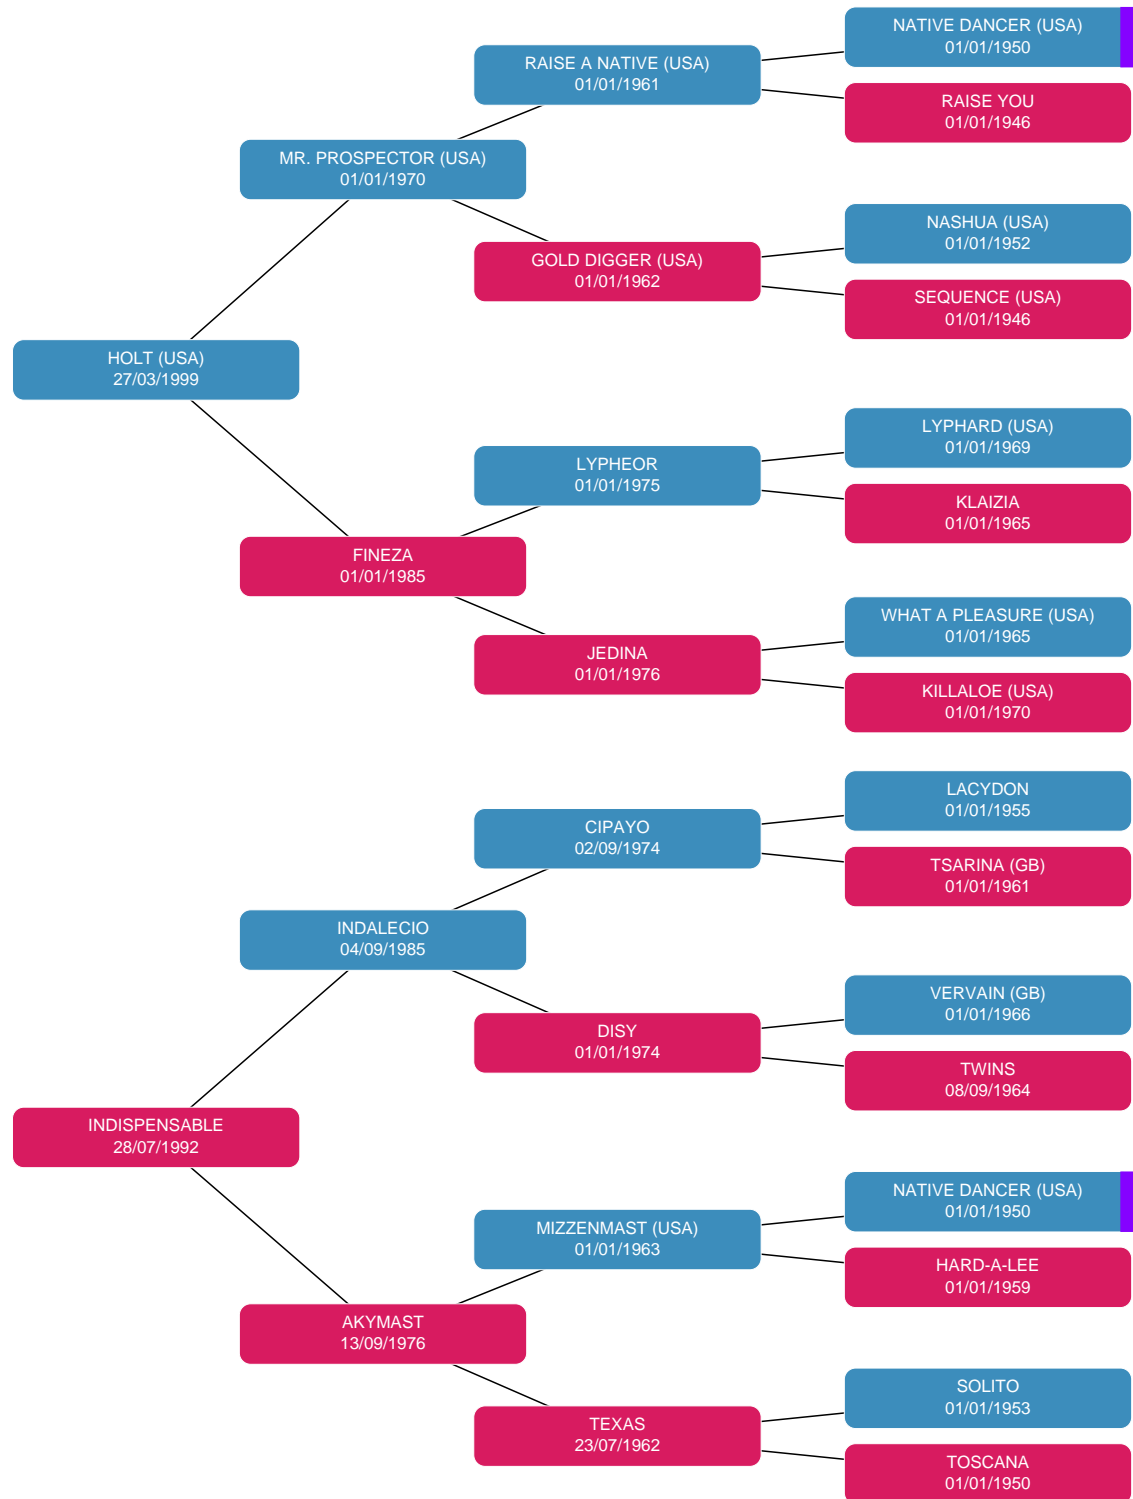 NATIVE DANCER (USA)
01/01/1950
RAISE A NATIVE (USA)
01/01/1961
RAISE YOU
01/01/1946
MR. PROSPECTOR (USA)
01/01/1970
NASHUA (USA)
01/01/1952
GOLD DIGGER (USA)
01/01/1962
SEQUENCE (USA)
01/01/1946
HOLT (USA)
27/03/1999
LYPHARD (USA)
01/01/1969
LYPHEOR
01/01/1975
KLAIZIA
01/01/1965
FINEZA
01/01/1985
WHAT A PLEASURE (USA)
01/01/1965
JEDINA
01/01/1976
KILLALOE (USA)
01/01/1970
LACYDON
01/01/1955
CIPAYO
02/09/1974
TSARINA (GB)
01/01/1961
INDALECIO
04/09/1985
VERVAIN (GB)
01/01/1966
DISY
01/01/1974
TWINS
08/09/1964
INDISPENSABLE
28/07/1992
NATIVE DANCER (USA)
01/01/1950
MIZZENMAST (USA)
01/01/1963
HARD-A-LEE
01/01/1959
AKYMAST
13/09/1976
SOLITO
01/01/1953
TEXAS
23/07/1962
TOSCANA
01/01/1950